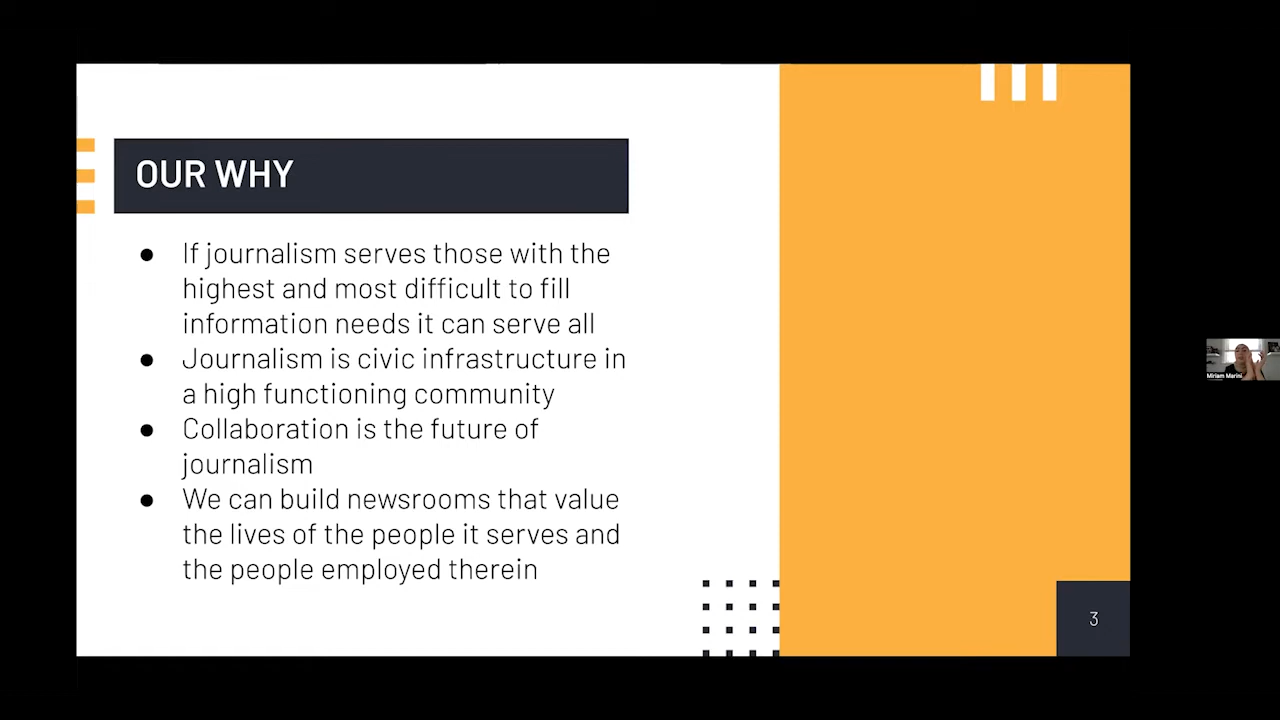 OUR WHY
● If journalism serves those with the
highest and most difficult to fill
information needs it can serve all
● Journalism is civic infrastructure in
a high functioning community
● Collaboration is the future of
journalism
● We can build newsrooms that value
the lives of the people it serves and
the people employed therein
3
Miriam Marini